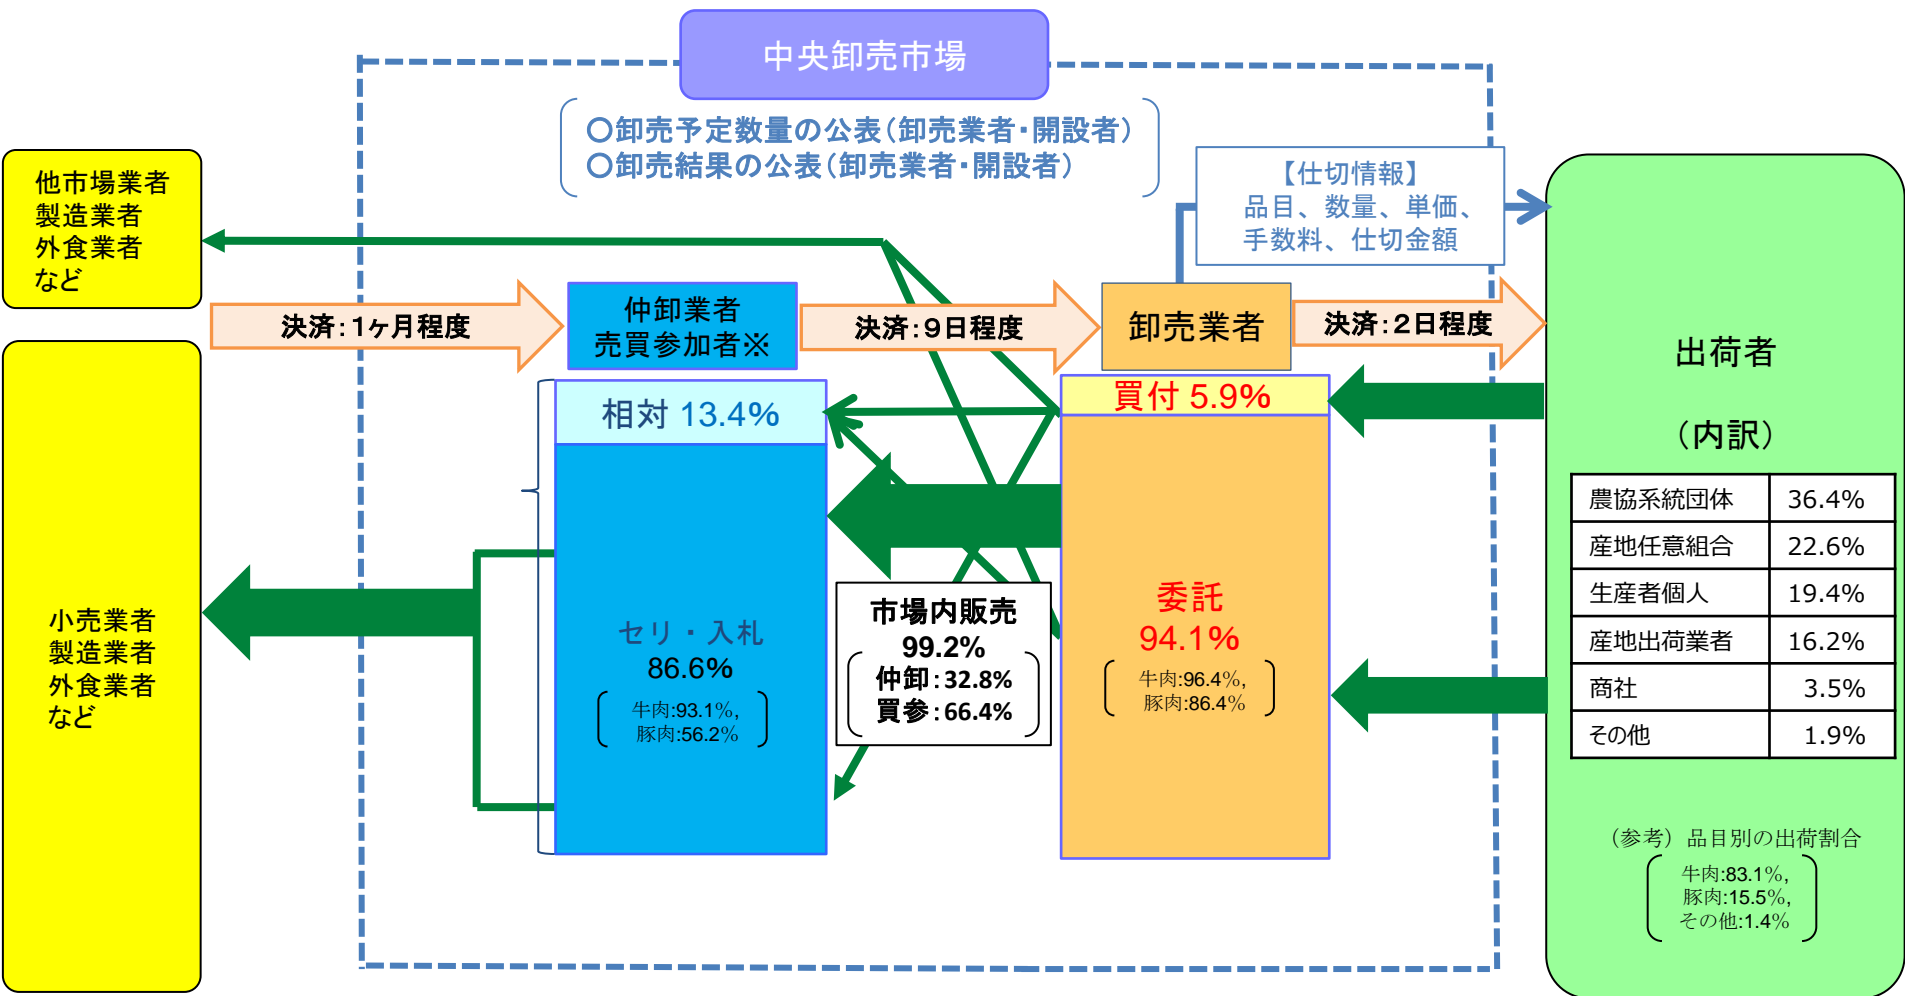 中央卸売市場
○卸売予定数量の公表(卸売業者・開設者)
○卸売結果の公表(卸売業者・開設者)
【仕切情報】
品目、数量、単価、
手数料、仕切金額
他市場業者
製造業者
外食業者
など
決済:1ヶ月程度
仲卸業者
売買参加者※
決済:9日程度
卸売業者
決済:2日程度
出荷者
(内訳)
農協系統団体 36.4%
産地任意組合 22.6%
生産者個人 19.4%
産地出荷業者 16.2%
商社 3.5%
その他 1.9%
(参考)品目別の出荷割合
牛肉:83.1%,
豚肉:15.5%,
その他:1.4%
買付 5.9%
委託
94.1%
牛肉:96.4%,
豚肉:86.4%
市場内販売
99.2%
仲卸:32.8%
買参:66.4%
相対 13.4%
セリ・入札
86.6%
牛肉:93.1%,
豚肉:56.2%
小売業者
製造業者
外食業者
など